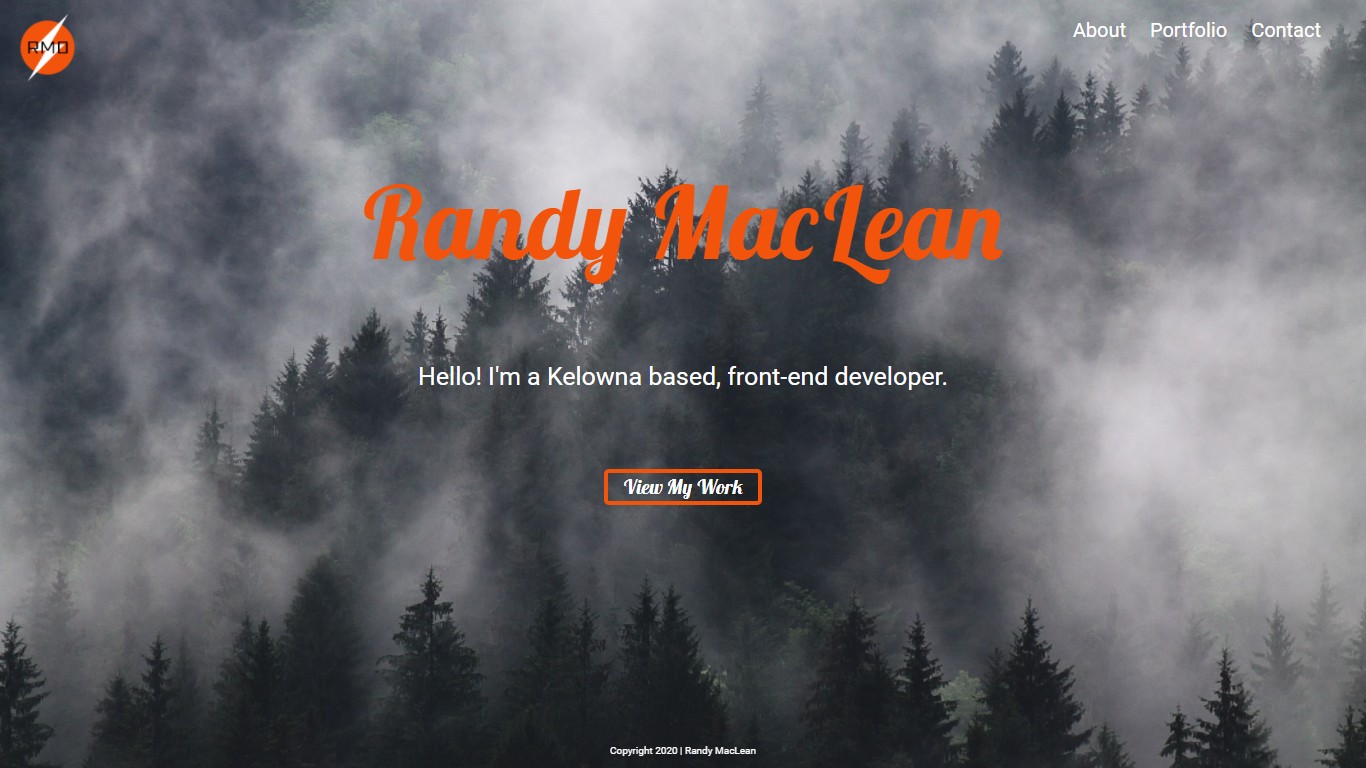 RMD
About Portfolio Contact
Randy MacLean
Hello! I'm a Kelowna based, front-end developer.
View My Work
Copyright 2020 | Randy MacLean